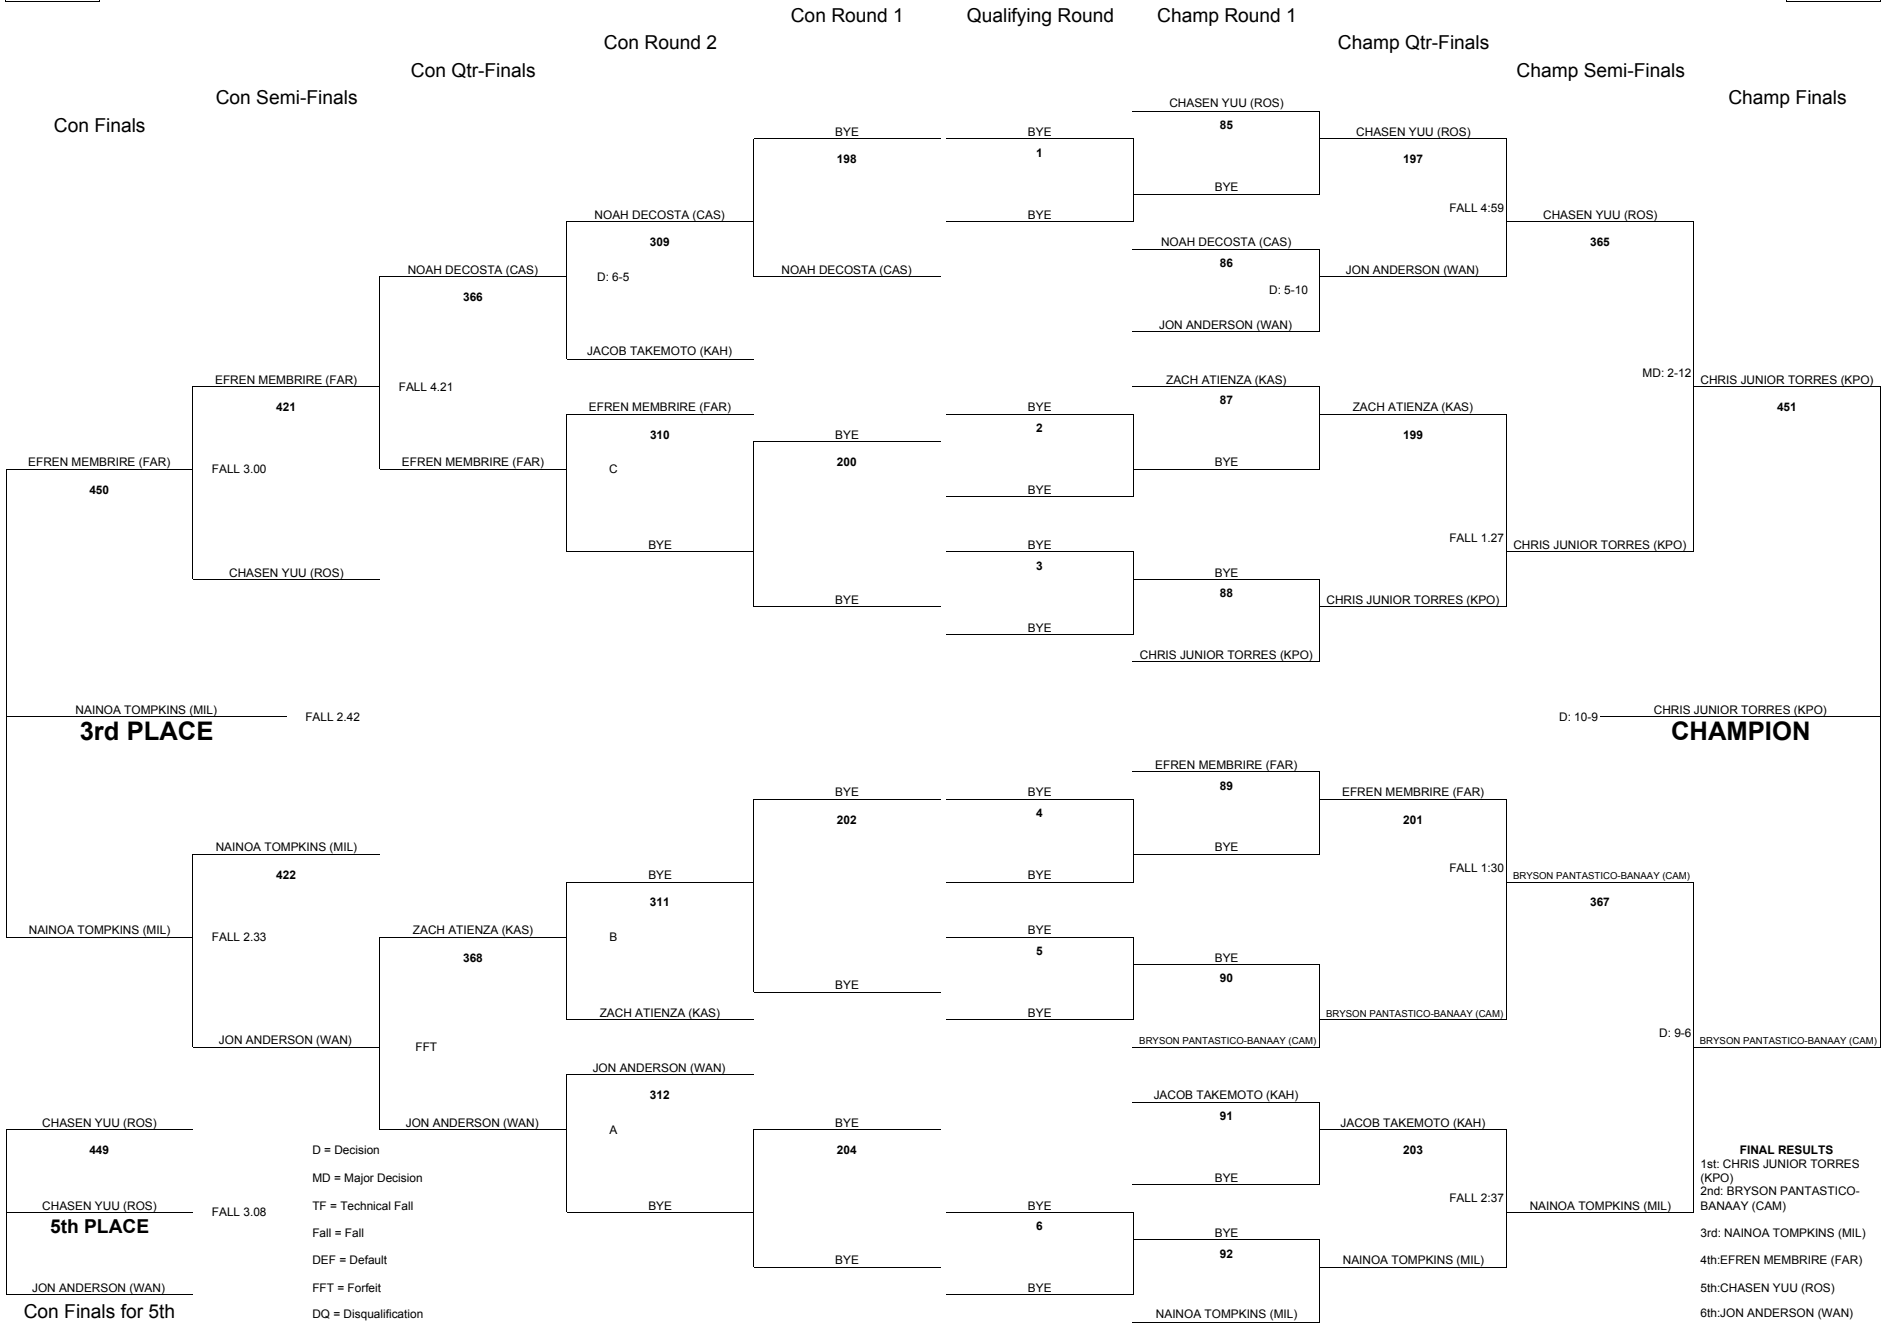 Con Round 1
Qualifying Round
Champ Round 1
Con Round 2
Champ Qtr-Finals
Con Qtr-Finals
Champ Semi-Finals
Con Semi-Finals
Champ Finals
Con Finals
CHASEN YUU (ROS)
85
BYE
BYE
CHASEN YUU (ROS)
198
1
197
BYE
NOAH DECOSTA (CAS)
BYE
FALL 4:59
CHASEN YUU (ROS)
309
NOAH DECOSTA (CAS)
365
NOAH DECOSTA (CAS)
D: 6-5
NOAH DECOSTA (CAS)
86
JON ANDERSON (WAN)
366
D: 5-10
JON ANDERSON (WAN)
JACOB TAKEMOTO (KAH)
EFREN MEMBRIRE (FAR)
FALL 4.21
ZACH ATIENZA (KAS)
MD: 2-12
CHRIS JUNIOR TORRES (KPO)
421
EFREN MEMBRIRE (FAR)
BYE
87
ZACH ATIENZA (KAS)
451
310
BYE
2
199
EFREN MEMBRIRE (FAR)
FALL 3.00
EFREN MEMBRIRE (FAR)
C
200
BYE
450
BYE
BYE
BYE
FALL 1.27
CHRIS JUNIOR TORRES (KPO)
3
CHASEN YUU (ROS)
BYE
BYE
88
CHRIS JUNIOR TORRES (KPO)
BYE
CHRIS JUNIOR TORRES (KPO)
NAINOA TOMPKINS (MIL)
FALL 2.42
D: 10-9
CHRIS JUNIOR TORRES (KPO)
3rd PLACE
CHAMPION
EFREN MEMBRIRE (FAR)
BYE
BYE
89
EFREN MEMBRIRE (FAR)
202
4
201
NAINOA TOMPKINS (MIL)
BYE
422
BYE
BYE
FALL 1:30
BRYSON PANTASTICO-BANAAY (CAM)
311
367
NAINOA TOMPKINS (MIL)
FALL 2.33
ZACH ATIENZA (KAS)
B
BYE
368
5
BYE
90
BYE
ZACH ATIENZA (KAS)
BYE
BRYSON PANTASTICO-BANAAY (CAM)
JON ANDERSON (WAN)
FFT
BRYSON PANTASTICO-BANAAY (CAM)
D: 9-6
BRYSON PANTASTICO-BANAAY (CAM)
JON ANDERSON (WAN)
312
JACOB TAKEMOTO (KAH)
91
CHASEN YUU (ROS)
JON ANDERSON (WAN)
A
BYE
JACOB TAKEMOTO (KAH)
449
D = Decision
204
203
FINAL RESULTS
1st: CHRIS JUNIOR TORRES
(KPO)
MD = Major Decision
BYE
2nd: BRYSON PANTASTICO-
BANAAY (CAM)
CHASEN YUU (ROS)
FALL 3.08
TF = Technical Fall
BYE
BYE
FALL 2:37
NAINOA TOMPKINS (MIL)
5th PLACE
6
Fall = Fall
BYE
3rd: NAINOA TOMPKINS (MIL)
92
DEF = Default
BYE
NAINOA TOMPKINS (MIL)
4th:EFREN MEMBRIRE (FAR)
JON ANDERSON (WAN)
FFT = Forfeit
BYE
5th:CHASEN YUU (ROS)
Con Finals for 5th
DQ = Disqualification
NAINOA TOMPKINS (MIL)
6th:JON ANDERSON (WAN)